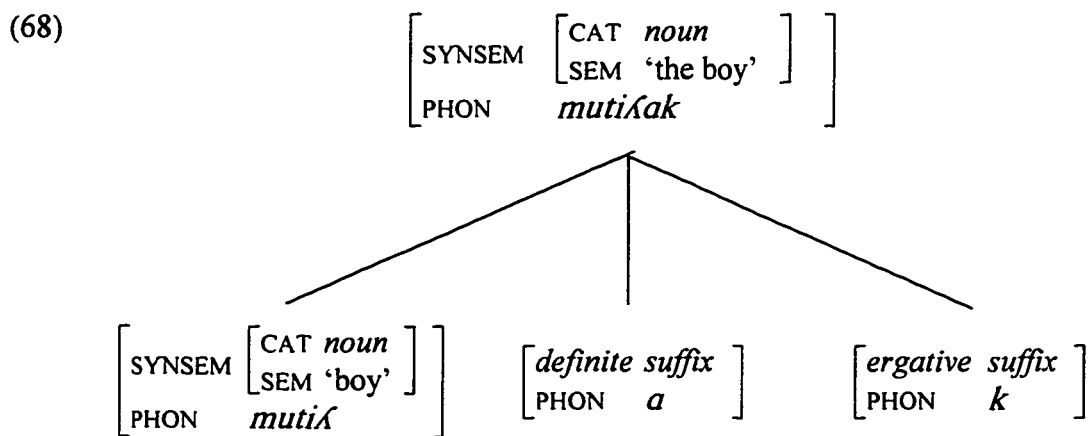 (68)
SYNSEM CAT noun
SEM ‘the boy’
PHON mutiʎak
SYNSEM CAT noun
SEM ‘boy’
PHON mutiʎ
definite suffix
PHON a
ergative suffix
PHON k